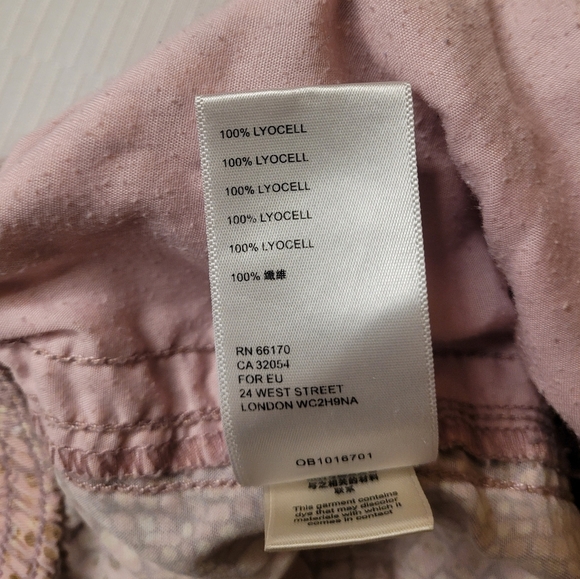 100% LYOCELL
100% LYOCELL
100% LYOCELL
100% LYOCELL
100% LYOCELL
100% 纖維
RN 66170
CA 32054
FOR EU
24 WEST STREET
LONDON WC2H9NA
OB1016701
联系
This garment contains
dye that may discolor
materials with which it
comes in contact